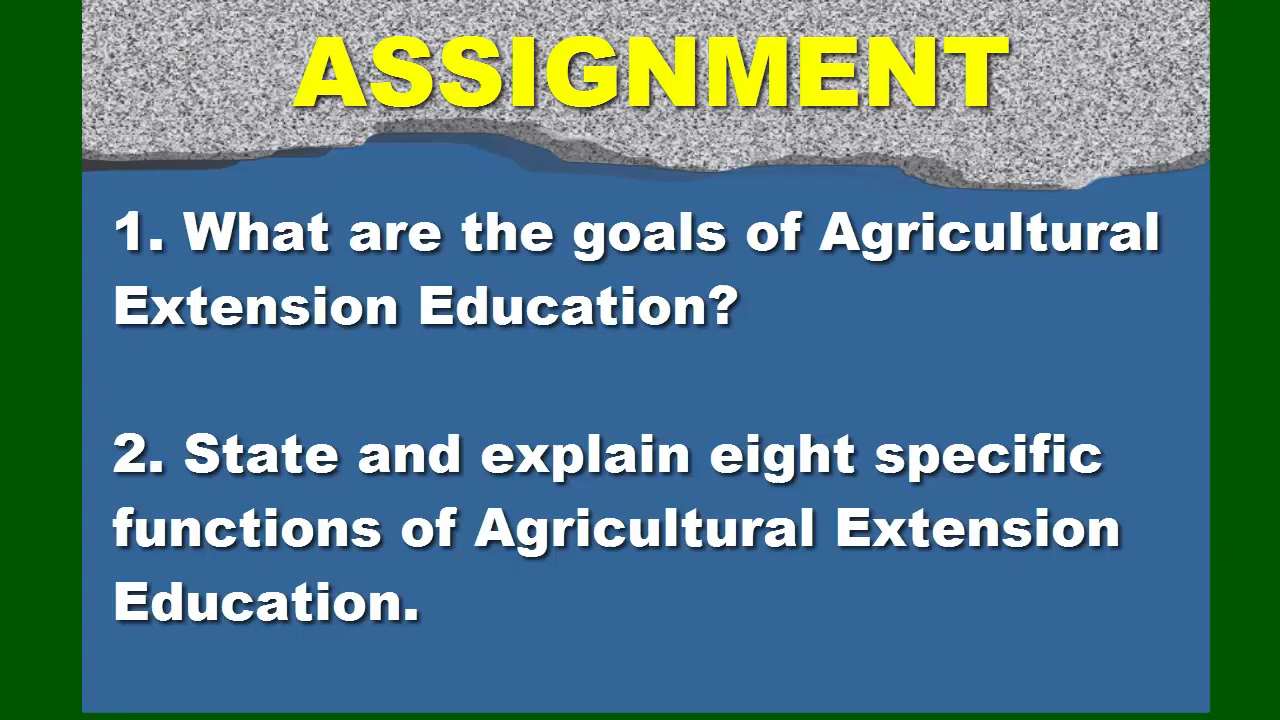 ASSIGNMENT
1. What are the goals of Agricultural
Extension Education?
2. State and explain eight specific
functions of Agricultural Extension
Education.